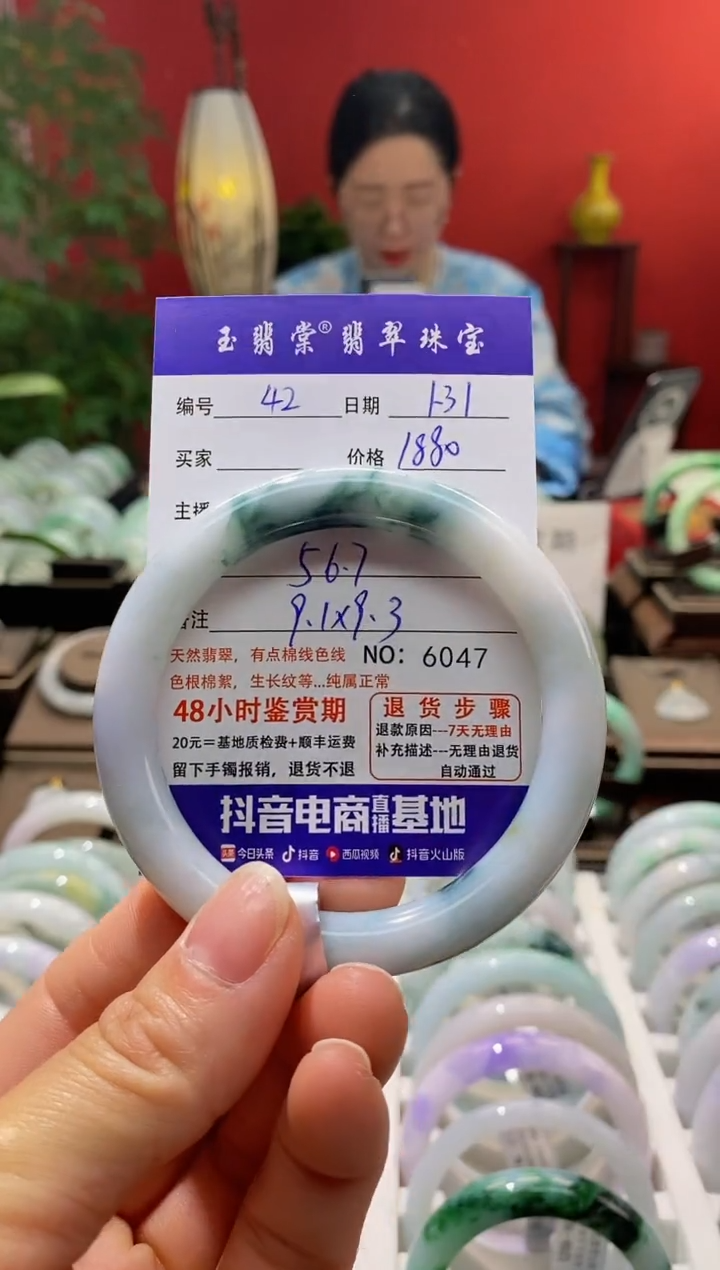 玉翡棠®翡翠珠宝
编号 42 日期 1-31
买家 价格 1880
主播
56.7
备注 9.1x9.3
天然翡翠，有点棉线色线 NO: 6047
色根棉絮，生长纹等...纯属正常
48小时鉴赏期 退货步骤
20元=基地质检费+顺丰运费 退款原因---7天无理由
留下手镯报销，退货不退 补充描述---无理由退货
自动通过
抖音电商直播基地
头条 今日头条 抖音 西瓜视频 抖音火山版